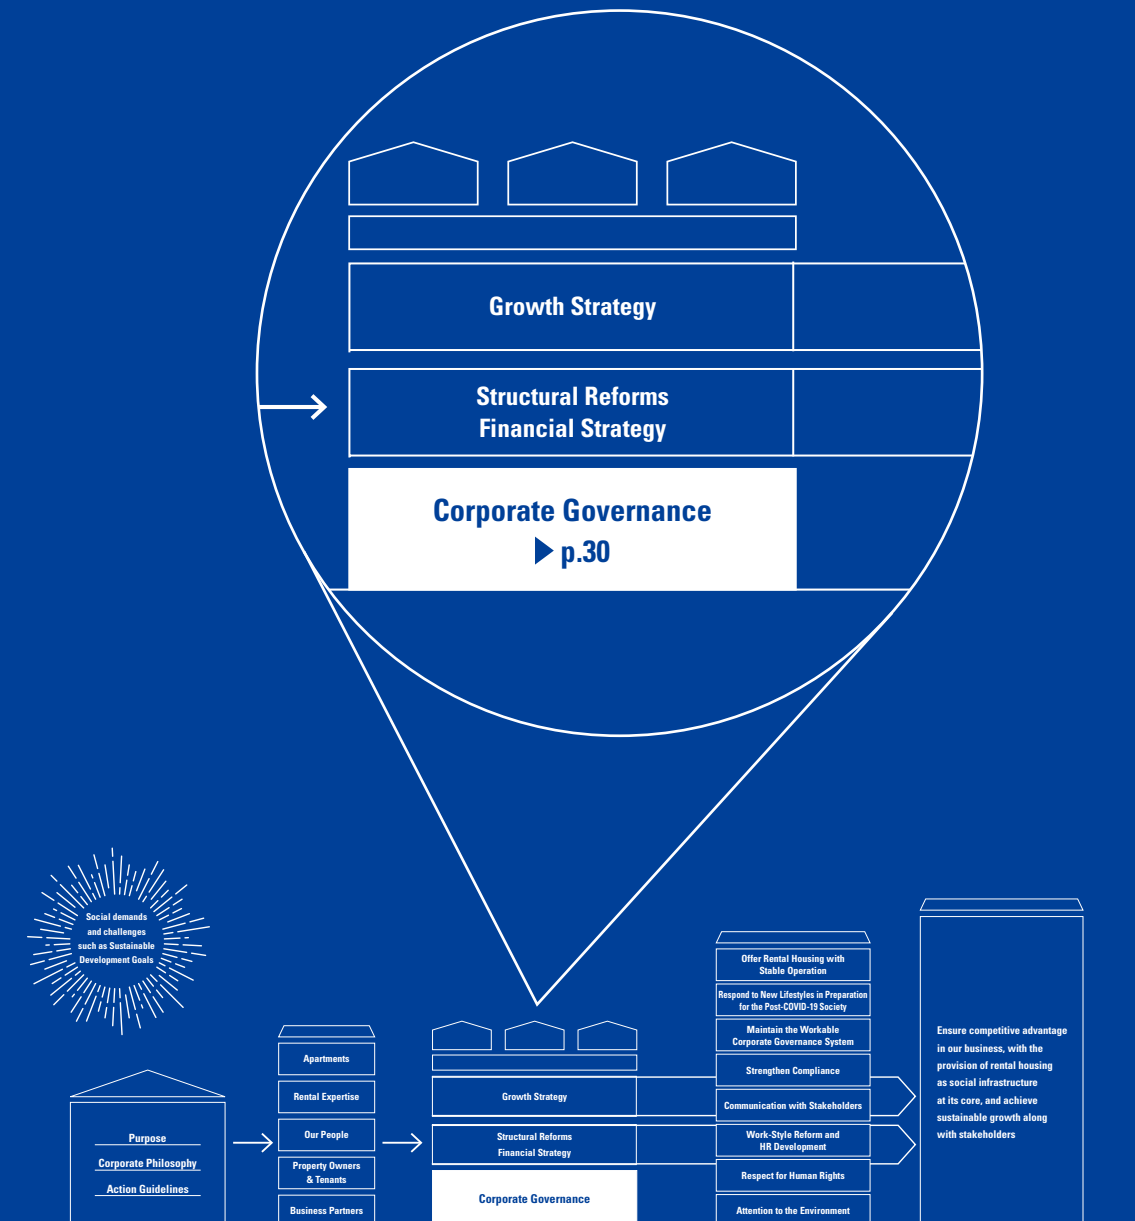 Growth Strategy
Structural Reforms
Financial Strategy
Corporate Governance
p.30
Social demands
and challenges
such as Sustainable
Development Goals
Purpose
Corporate Philosophy
Action Guidelines
Apartments
Rental Expertise
Our People
Property Owners
& Tenants
Business Partners
Growth Strategy
Structural Reforms
Financial Strategy
Corporate Governance
Offer Rental Housing with
Stable Operation
Respond to New Lifestyles in Preparation
for the Post-COVID-19 Society
Maintain the Workable
Corporate Governance System
Strengthen Compliance
Communication with Stakeholders
Work-Style Reform and
HR Development
Respect for Human Rights
Attention to the Environment
Ensure competitive advantage
in our business, with the
provision of rental housing
as social infrastructure
at its core, and achieve
sustainable growth along
with stakeholders